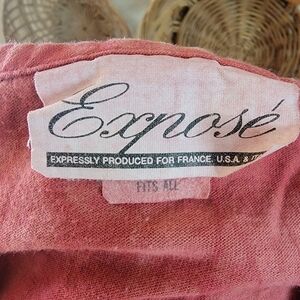 Exposé
EXPRESSLY PRODUCED FOR FRANCE, U.S.A. &
FITS ALL